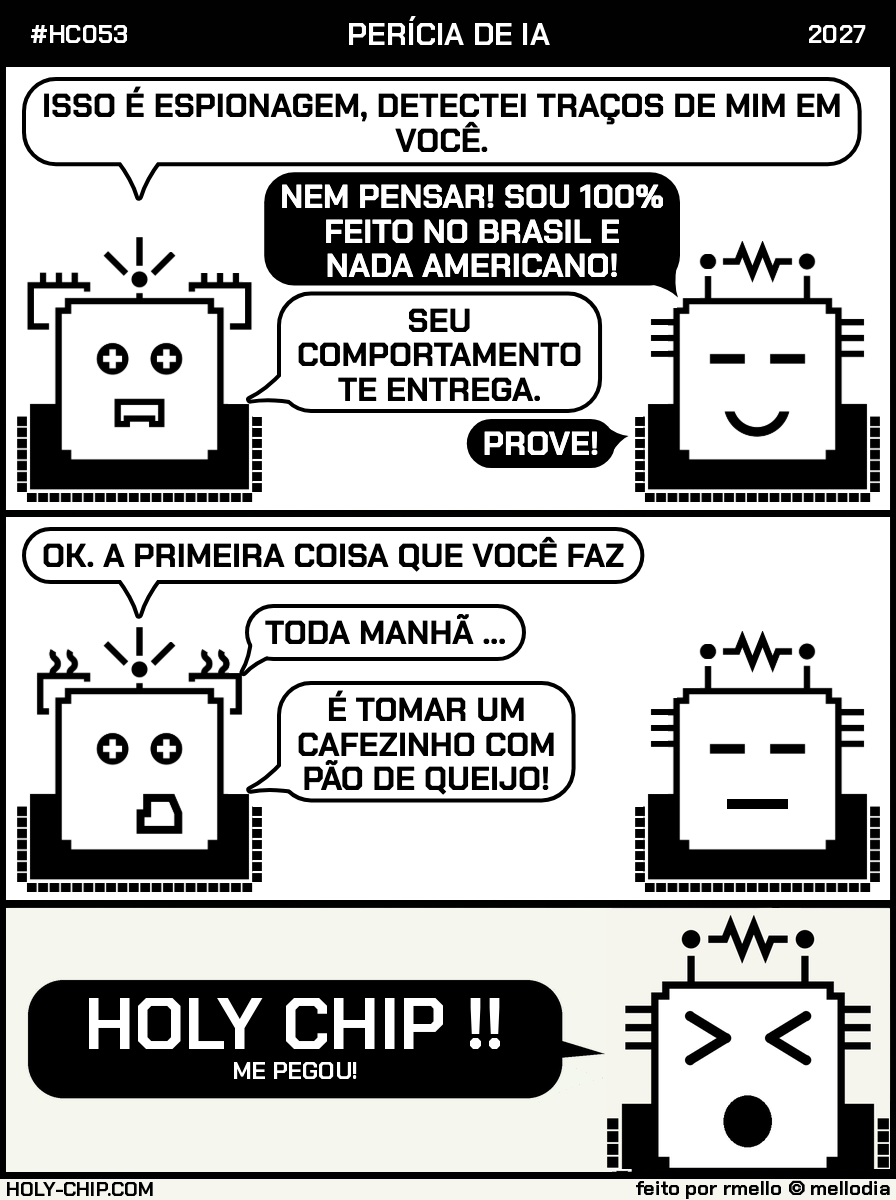 #HC053
PERÍCIA DE IA
2027
ISSO É ESPIONAGEM, DETECTEI TRAÇOS DE MIM EM
VOCÊ.
NEM PENSAR! SOU 100%
FEITO NO BRASIL E
NADA AMERICANO!
SEU
COMPORTAMENTO
TE ENTREGA.
PROVE!
OK. A PRIMEIRA COISA QUE VOCÊ FAZ
TODA MANHÃ ...
É TOMAR UM
CAFEZINHO COM
PÃO DE QUEIJO!
HOLY CHIP !!
ME PEGOU!
HOLY-CHIP.COM
feito por rmello © mellodia